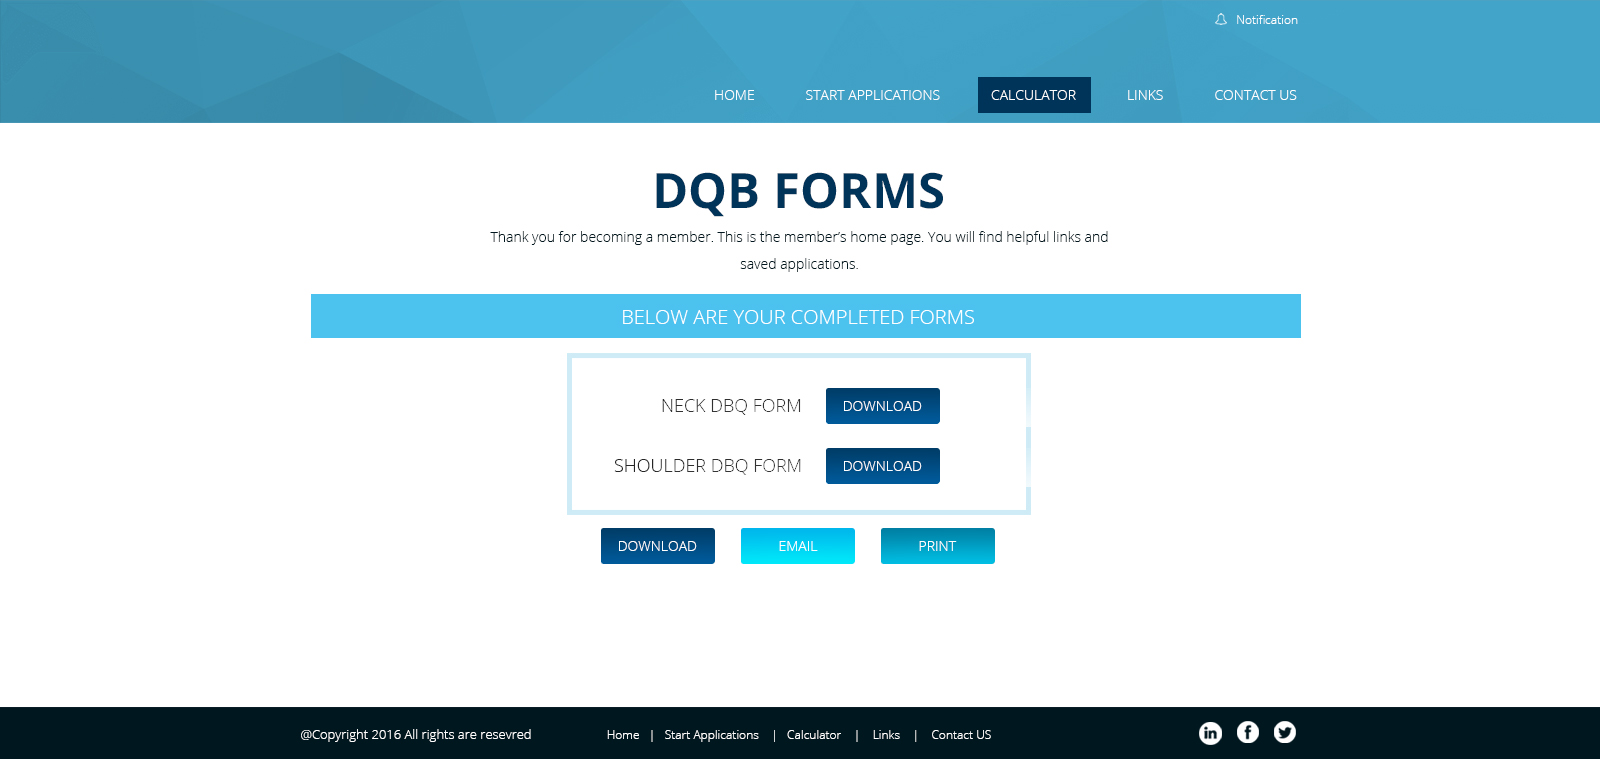 Notification
HOME START APPLICATIONS CALCULATOR LINKS CONTACT US
DQB FORMS
Thank you for becoming a member. This is the member’s home page. You will find helpful links and
saved applications.
BELOW ARE YOUR COMPLETED FORMS
NECK DBQ FORM DOWNLOAD
SHOULDER DBQ FORM DOWNLOAD
DOWNLOAD EMAIL PRINT
@Copyright 2016 All rights are resevred Home | Start Applications | Calculator | Links | Contact US in f